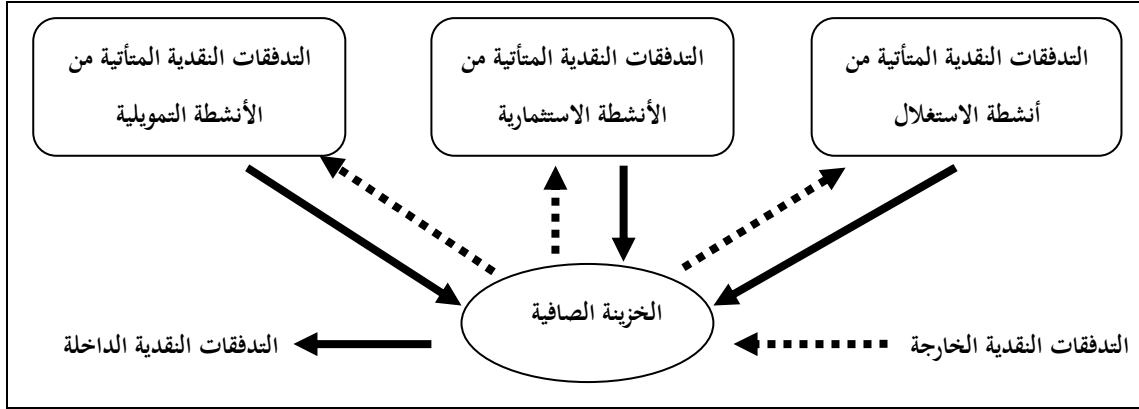 التدفقات النقدية المتأتية من
أنشطة الاستغلال
التدفقات النقدية المتأتية من
الأنشطة الاستثمارية
التدفقات النقدية المتأتية من
الأنشطة التمويلية
الخزينة الصافية
التدفقات النقدية الخارجة
التدفقات النقدية الداخلة